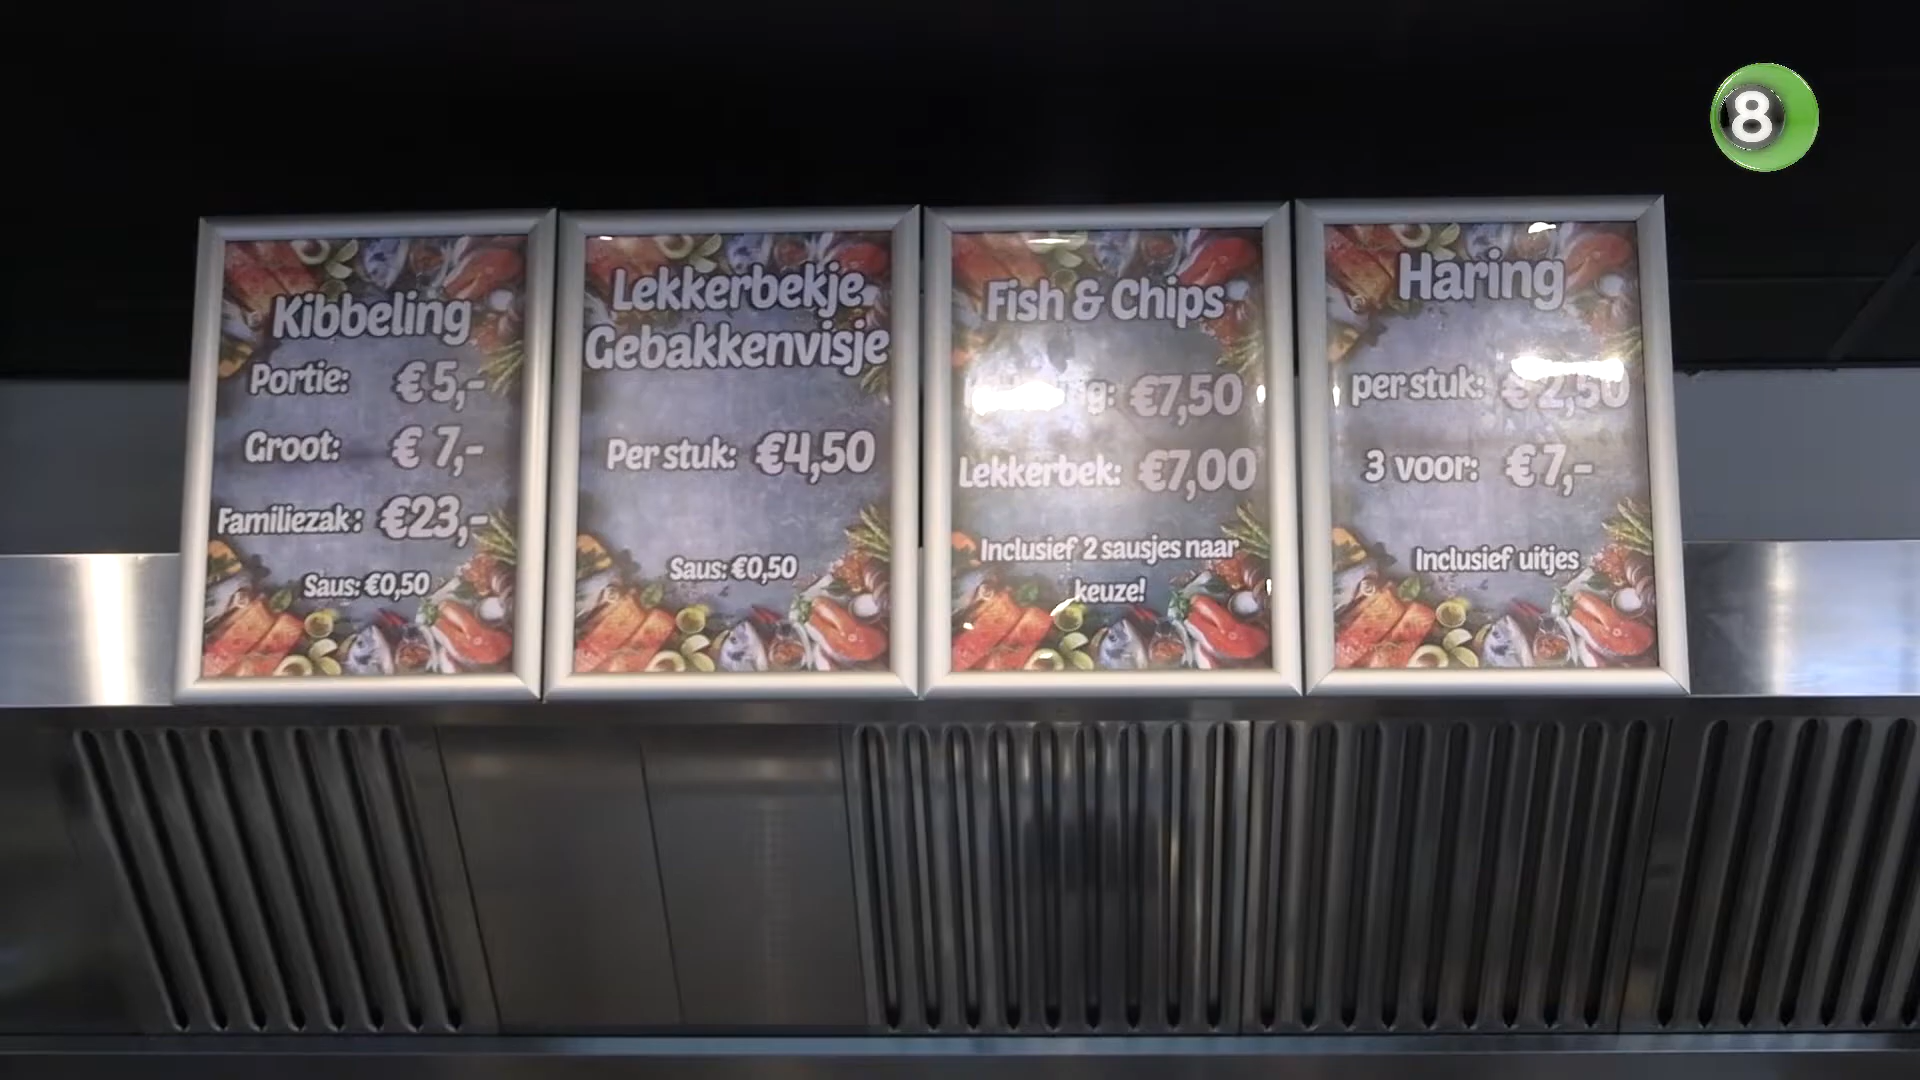 Kibbeling
Portie: € 5,-
Groot: € 7,-
Familiezak: €23,-
Saus: €0,50
Lekkerbekje
Gebakkenvisje
Per stuk: €4,50
Saus: €0,50
Fish & Chips
€7,50
Lekkerbek: €7,00
Inclusief 2 sausjes naar
keuze!
Haring
per stuk: € 2,50
3 voor: € 7,-
Inclusief uitjes
8